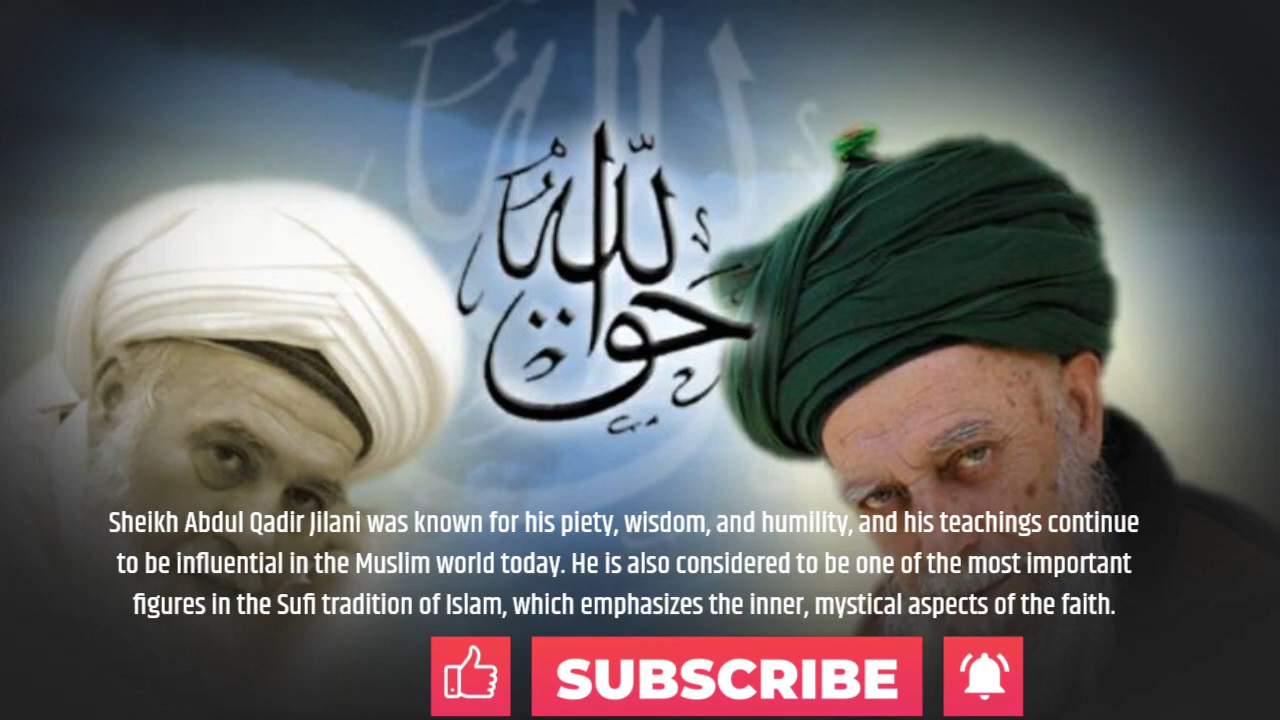 Sheikh Abdul Qadir Jilani was known for his piety, wisdom, and humility, and his teachings continue
to be influential in the Muslim world today. He is also considered to be one of the most important
figures in the Sufi tradition of Islam, which emphasizes the inner, mystical aspects of the faith.
SUBSCRIBE